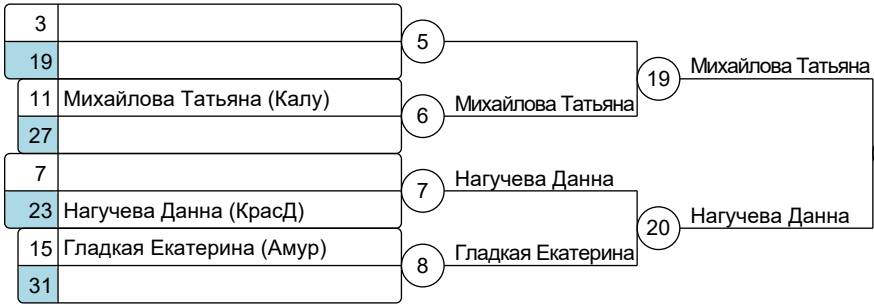 3
19
5
11 Михайлова Татьяна (Калу)
27
6 Михайлова Татьяна
19 Михайлова Татьяна
7
23 Нагучева Данна (КрасД)
7 Нагучева Данна
15 Гладкая Екатерина (Амур)
31
8 Гладкая Екатерина
20 Нагучева Данна